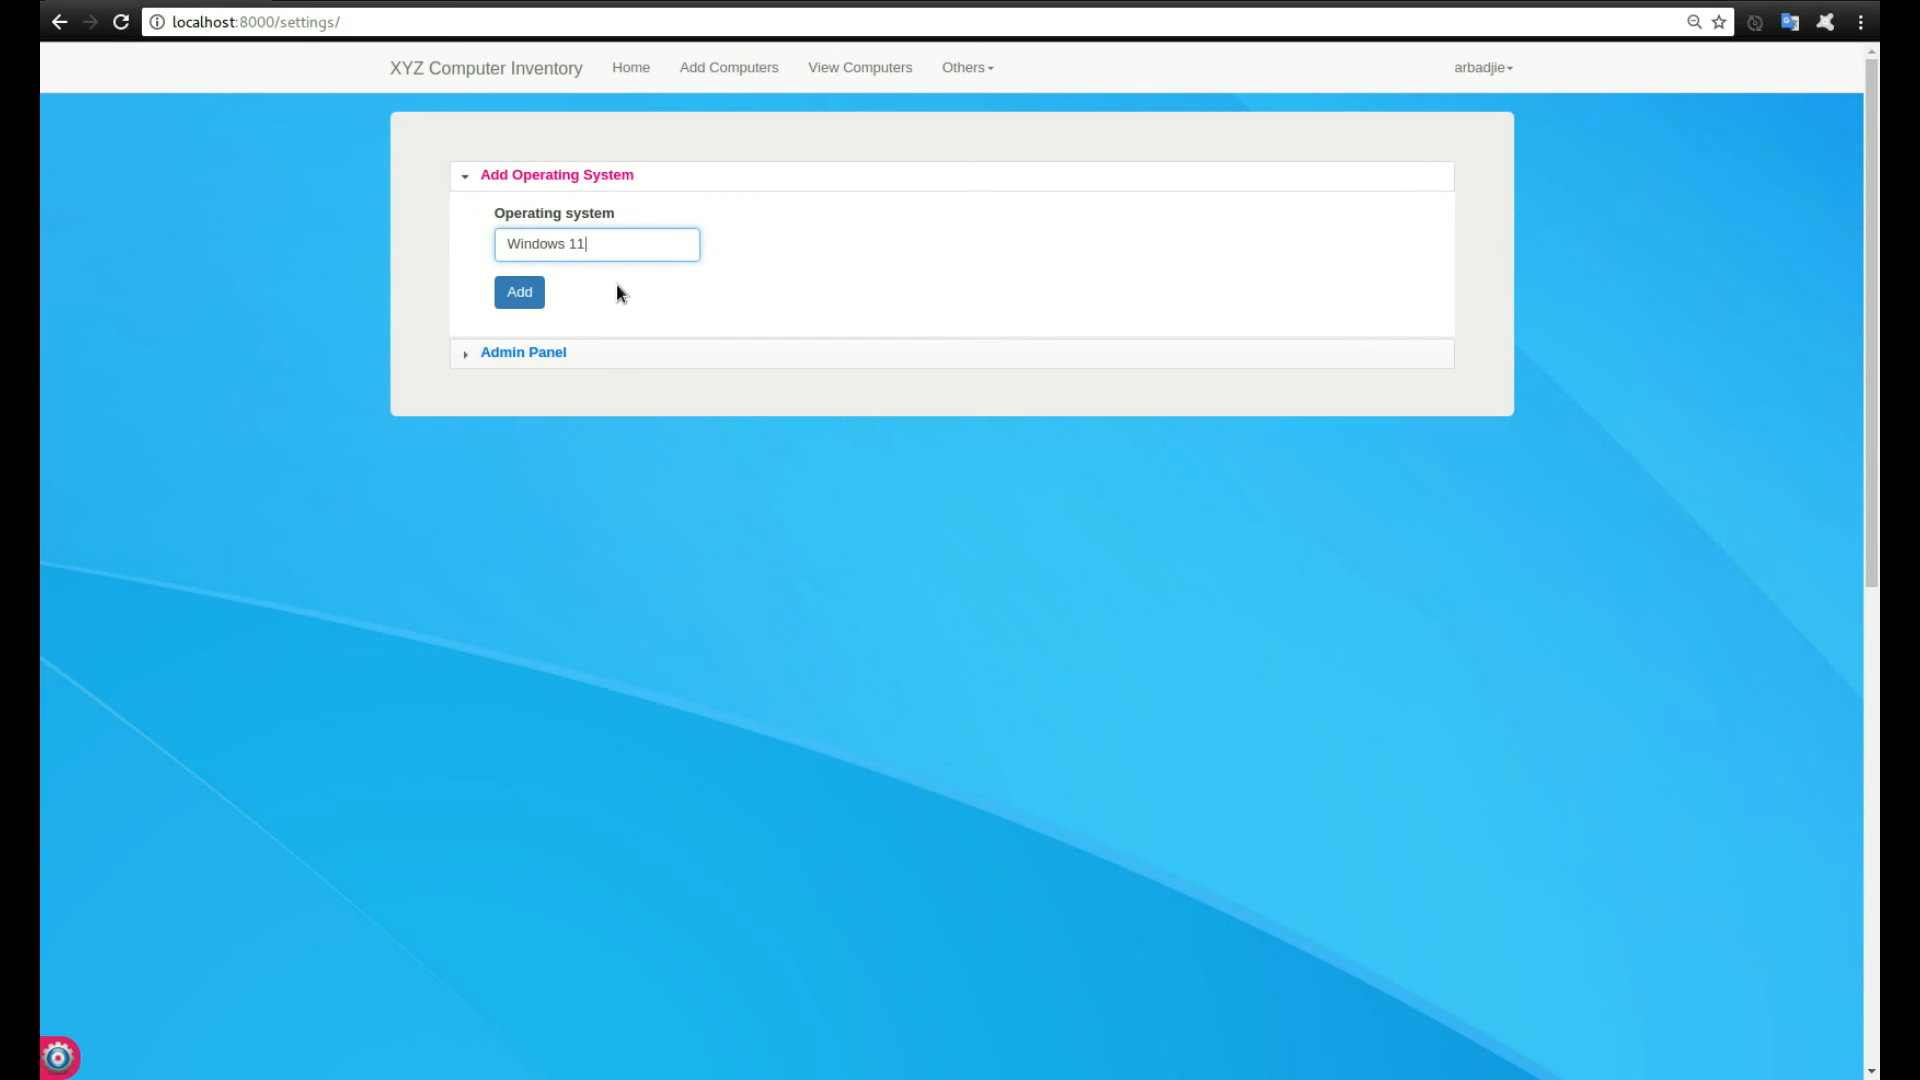 localhost:8000/settings/
XYZ Computer Inventory Home Add Computers View Computers Others arbadjie
Add Operating System
Operating system
Windows 11
Add
Admin Panel